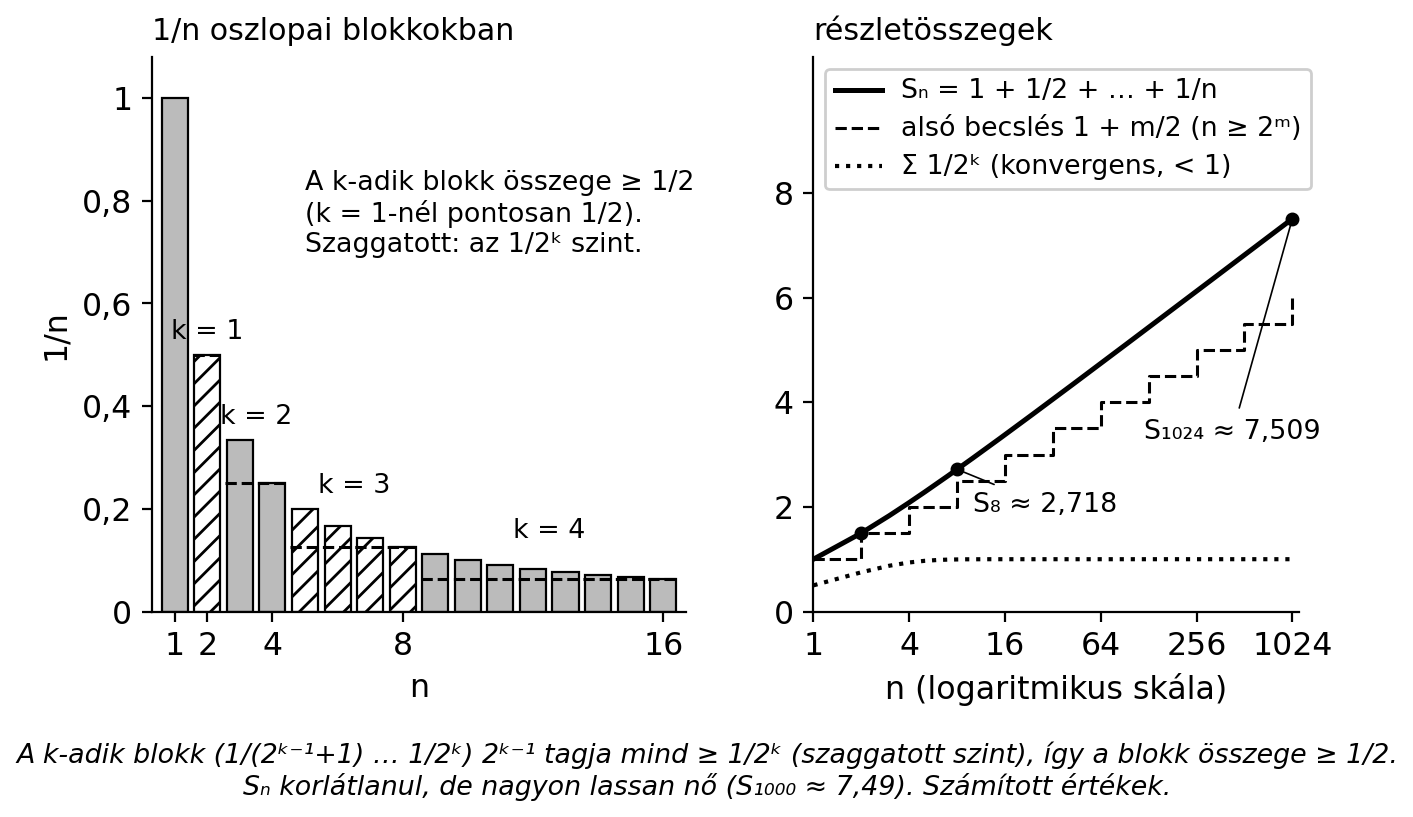 1/n oszlopai blokkokban
1
0,8
0,6
0,4
0,2
0
1/n
A k-adik blokk összege ≥ 1/2
(k = 1-nél pontosan 1/2).
Szaggatott: az 1/2ᵏ szint.
k = 1
k = 2
k = 3
k = 4
1 2 4 8 16
n
részletösszegek
Sₙ = 1 + 1/2 + … + 1/n
alsó becslés 1 + m/2 (n ≥ 2ᵐ)
Σ 1/2ᵏ (konvergens, < 1)
8
6
4
2
0
S₁₀₂₄ ≈ 7,509
S₈ ≈ 2,718
1 4 16 64 256 1024
n (logaritmikus skála)
A k-adik blokk (1/(2ᵏ⁻¹+1) … 1/2ᵏ) 2ᵏ⁻¹ tagja mind ≥ 1/2ᵏ (szaggatott szint), így a blokk összege ≥ 1/2.
Sₙ korlátlanul, de nagyon lassan nő (S₁₀₀₀ ≈ 7,49). Számított értékek.